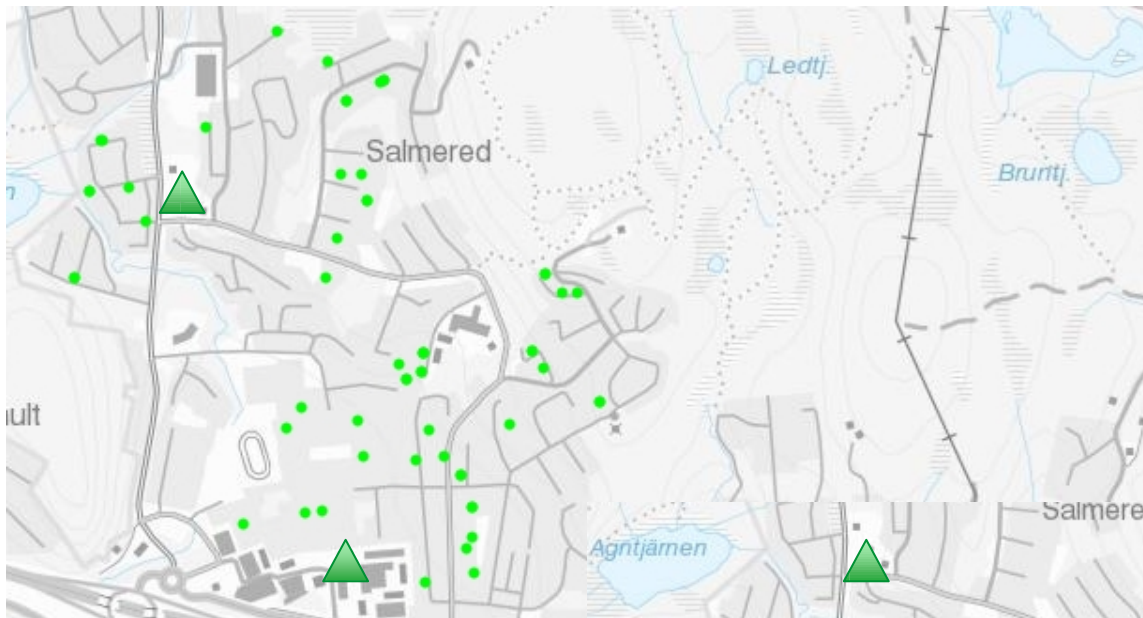 Ledtj.
Salmered
Bruntj.
n
ult
Salmere
Agntjärnen